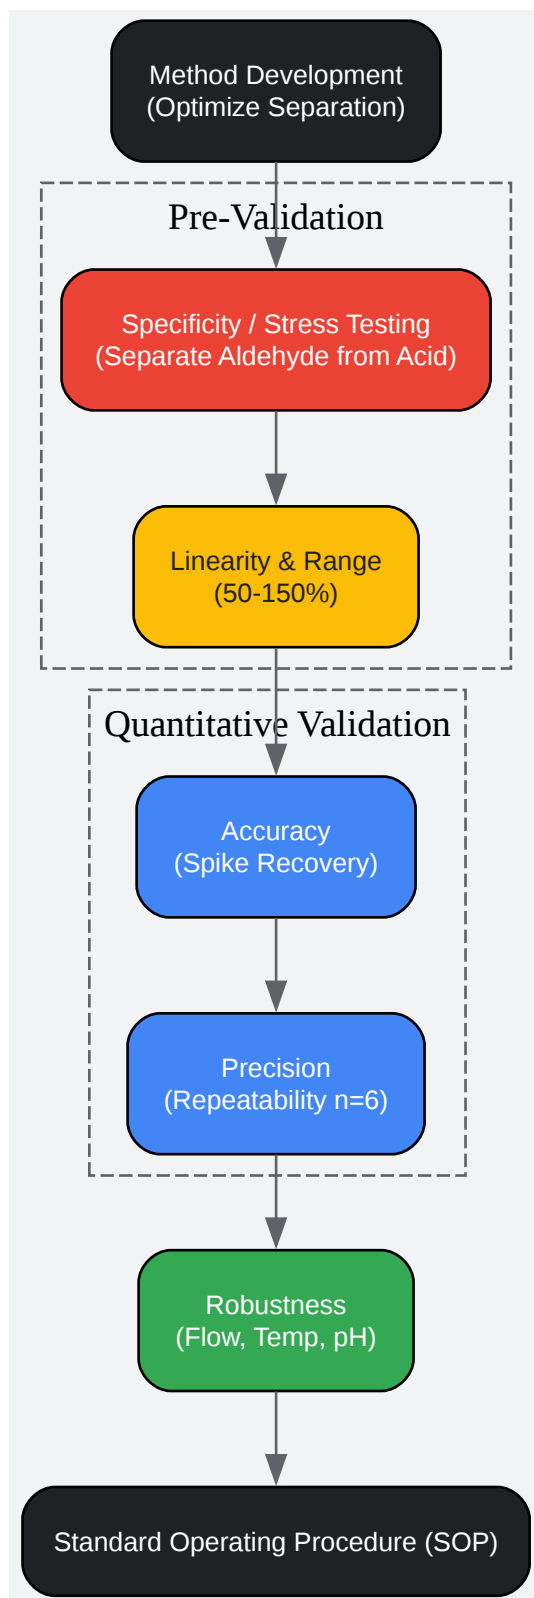 Method Development
(Optimize Separation)
Pre-Validation
Specificity / Stress Testing
(Separate Aldehyde from Acid)
Linearity & Range
(50-150%)
Quantitative Validation
Accuracy
(Spike Recovery)
Precision
(Repeatability n=6)
Robustness
(Flow, Temp, pH)
Standard Operating Procedure (SOP)